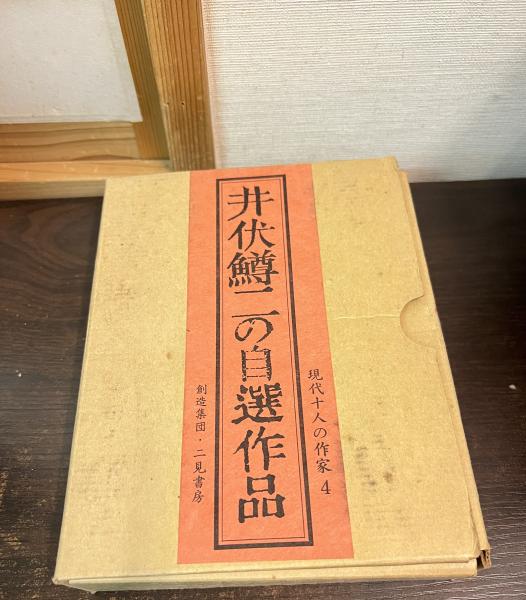 現代十人の作家4
井伏鱒二の自選作品
創造集団・二見書房